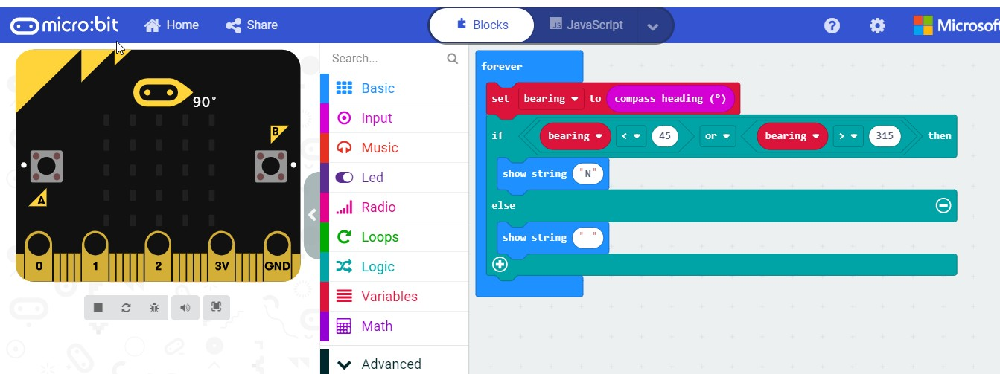 micro:bit
Home
Share
Blocks
JS JavaScript
?
Microsof
90°
B
A
0 1 2 3V GND
Search...
Basic
Input
Music
Led
Radio
Loops
Logic
Variables
Math
Advanced
forever
set bearing to compass heading (°)
if bearing < 45 or bearing > 315 then
show string "N"
else
show string " "